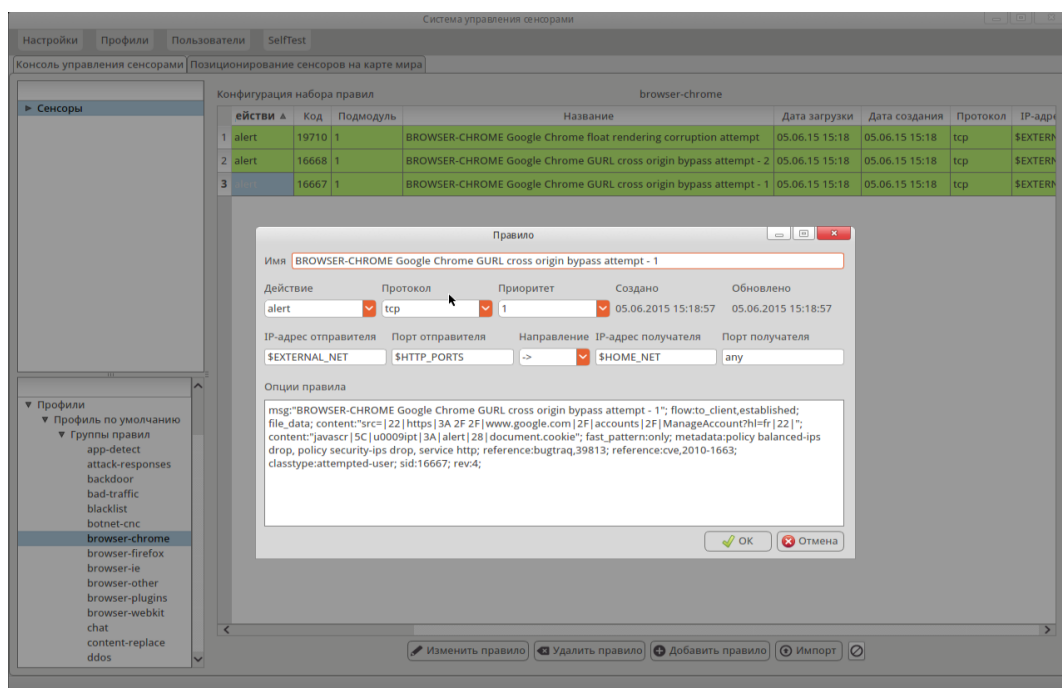 Система управления сенсорами
Настройки Профили Пользователи SelfTest
Консоль управления сенсорами Позиционирование сенсоров на карте мира
Сенсоры
Конфигурация набора правил browser-chrome
ействи Код Подмодуль Название Дата загрузки Дата создания Протокол IP-адре
1 alert 19710 1 BROWSER-CHROME Google Chrome float rendering corruption attempt 05.06.15 15:18 05.06.15 15:18 tcp $EXTERN
2 alert 16668 1 BROWSER-CHROME Google Chrome GURL cross origin bypass attempt - 2 05.06.15 15:18 05.06.15 15:18 tcp $EXTERN
3 alert 16667 1 BROWSER-CHROME Google Chrome GURL cross origin bypass attempt - 1 05.06.15 15:18 05.06.15 15:18 tcp $EXTERN
Правило
Имя BROWSER-CHROME Google Chrome GURL cross origin bypass attempt - 1
Действие Протокол Приоритет Создано Обновлено
alert tcp 1 05.06.2015 15:18:57 05.06.2015 15:18:57
IP-адрес отправителя Порт отправителя Направление IP-адрес получателя Порт получателя
$EXTERNAL_NET $HTTP_PORTS -> $HOME_NET any
Опции правила
msg:"BROWSER-CHROME Google Chrome GURL cross origin bypass attempt - 1"; flow:to_client,established;
file_data; content:"src=|22|https|3A 2F 2F|www.google.com|2F|accounts|2F|ManageAccount?hl=fr|22|";
content:"javascr|5C|u0009ipt|3A|alert|28|document.cookie"; fast_pattern:only; metadata:policy balanced-ips
drop, policy security-ips drop, service http; reference:bugtraq,39813; reference:cve,2010-1663;
classtype:attempted-user; sid:16667; rev:4;
OK Отмена
Профили
Профиль по умолчанию
Группы правил
app-detect
attack-responses
backdoor
bad-traffic
blacklist
botnet-cnc
browser-chrome
browser-firefox
browser-ie
browser-other
browser-plugins
browser-webkit
chat
content-replace
ddos
Изменить правило Удалить правило Добавить правило Импорт